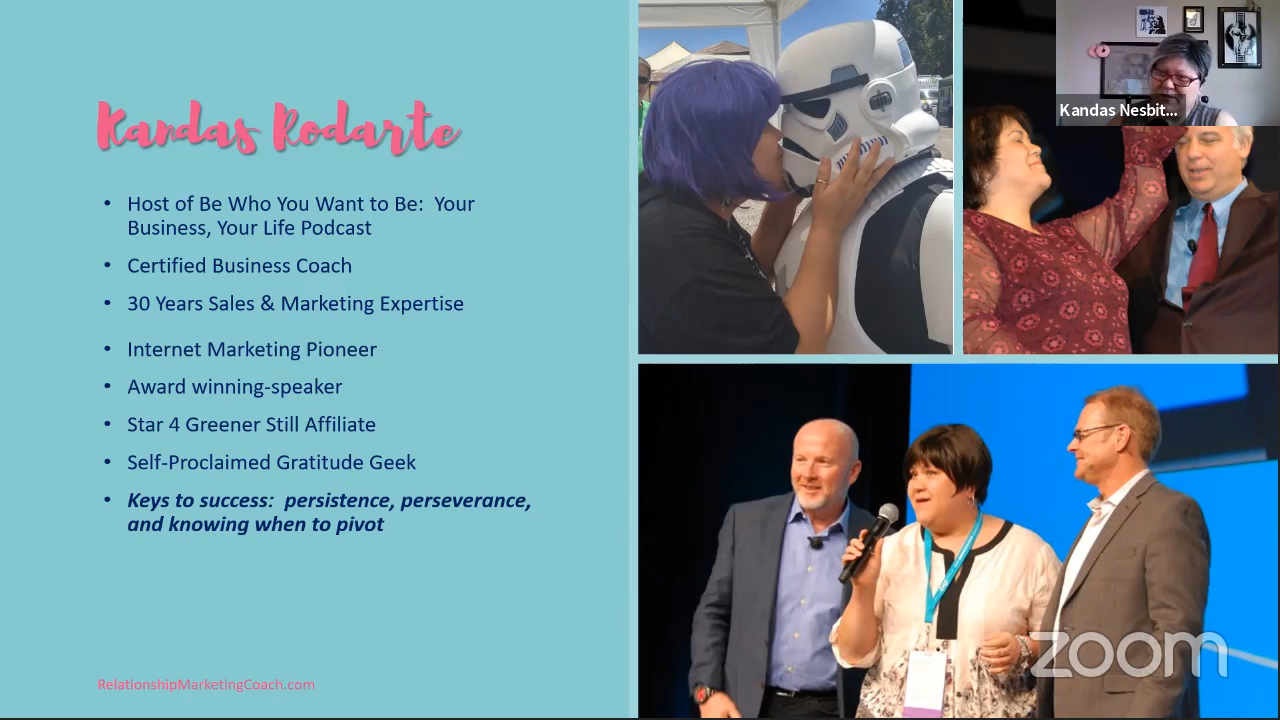 Kandas Rodarte
• Host of Be Who You Want to Be:  Your
Business, Your Life Podcast
• Certified Business Coach
• 30 Years Sales & Marketing Expertise
• Internet Marketing Pioneer
• Award winning-speaker
• Star 4 Greener Still Affiliate
• Self-Proclaimed Gratitude Geek
• Keys to success:  persistence, perseverance,
and knowing when to pivot
RelationshipMarketingCoach.com
Kandas Nesbit...
zoom